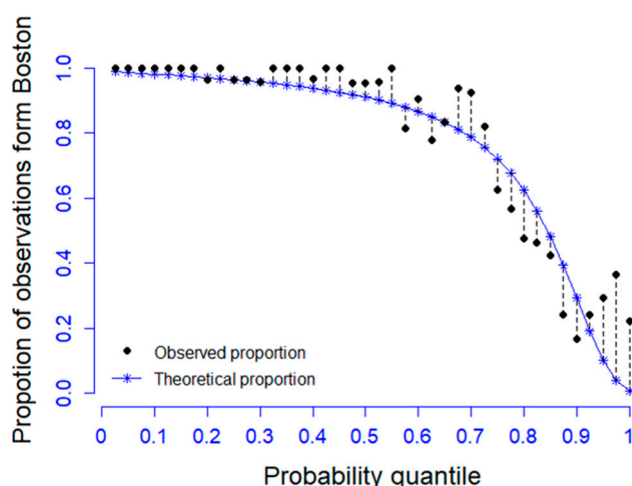 Propotion of observations form Boston
1.0
0.8
0.6
0.4
0.2
0.0
Observed proportion
Theoretical proportion
0 0.1 0.2 0.3 0.4 0.5 0.6 0.7 0.8 0.9 1
Probability quantile